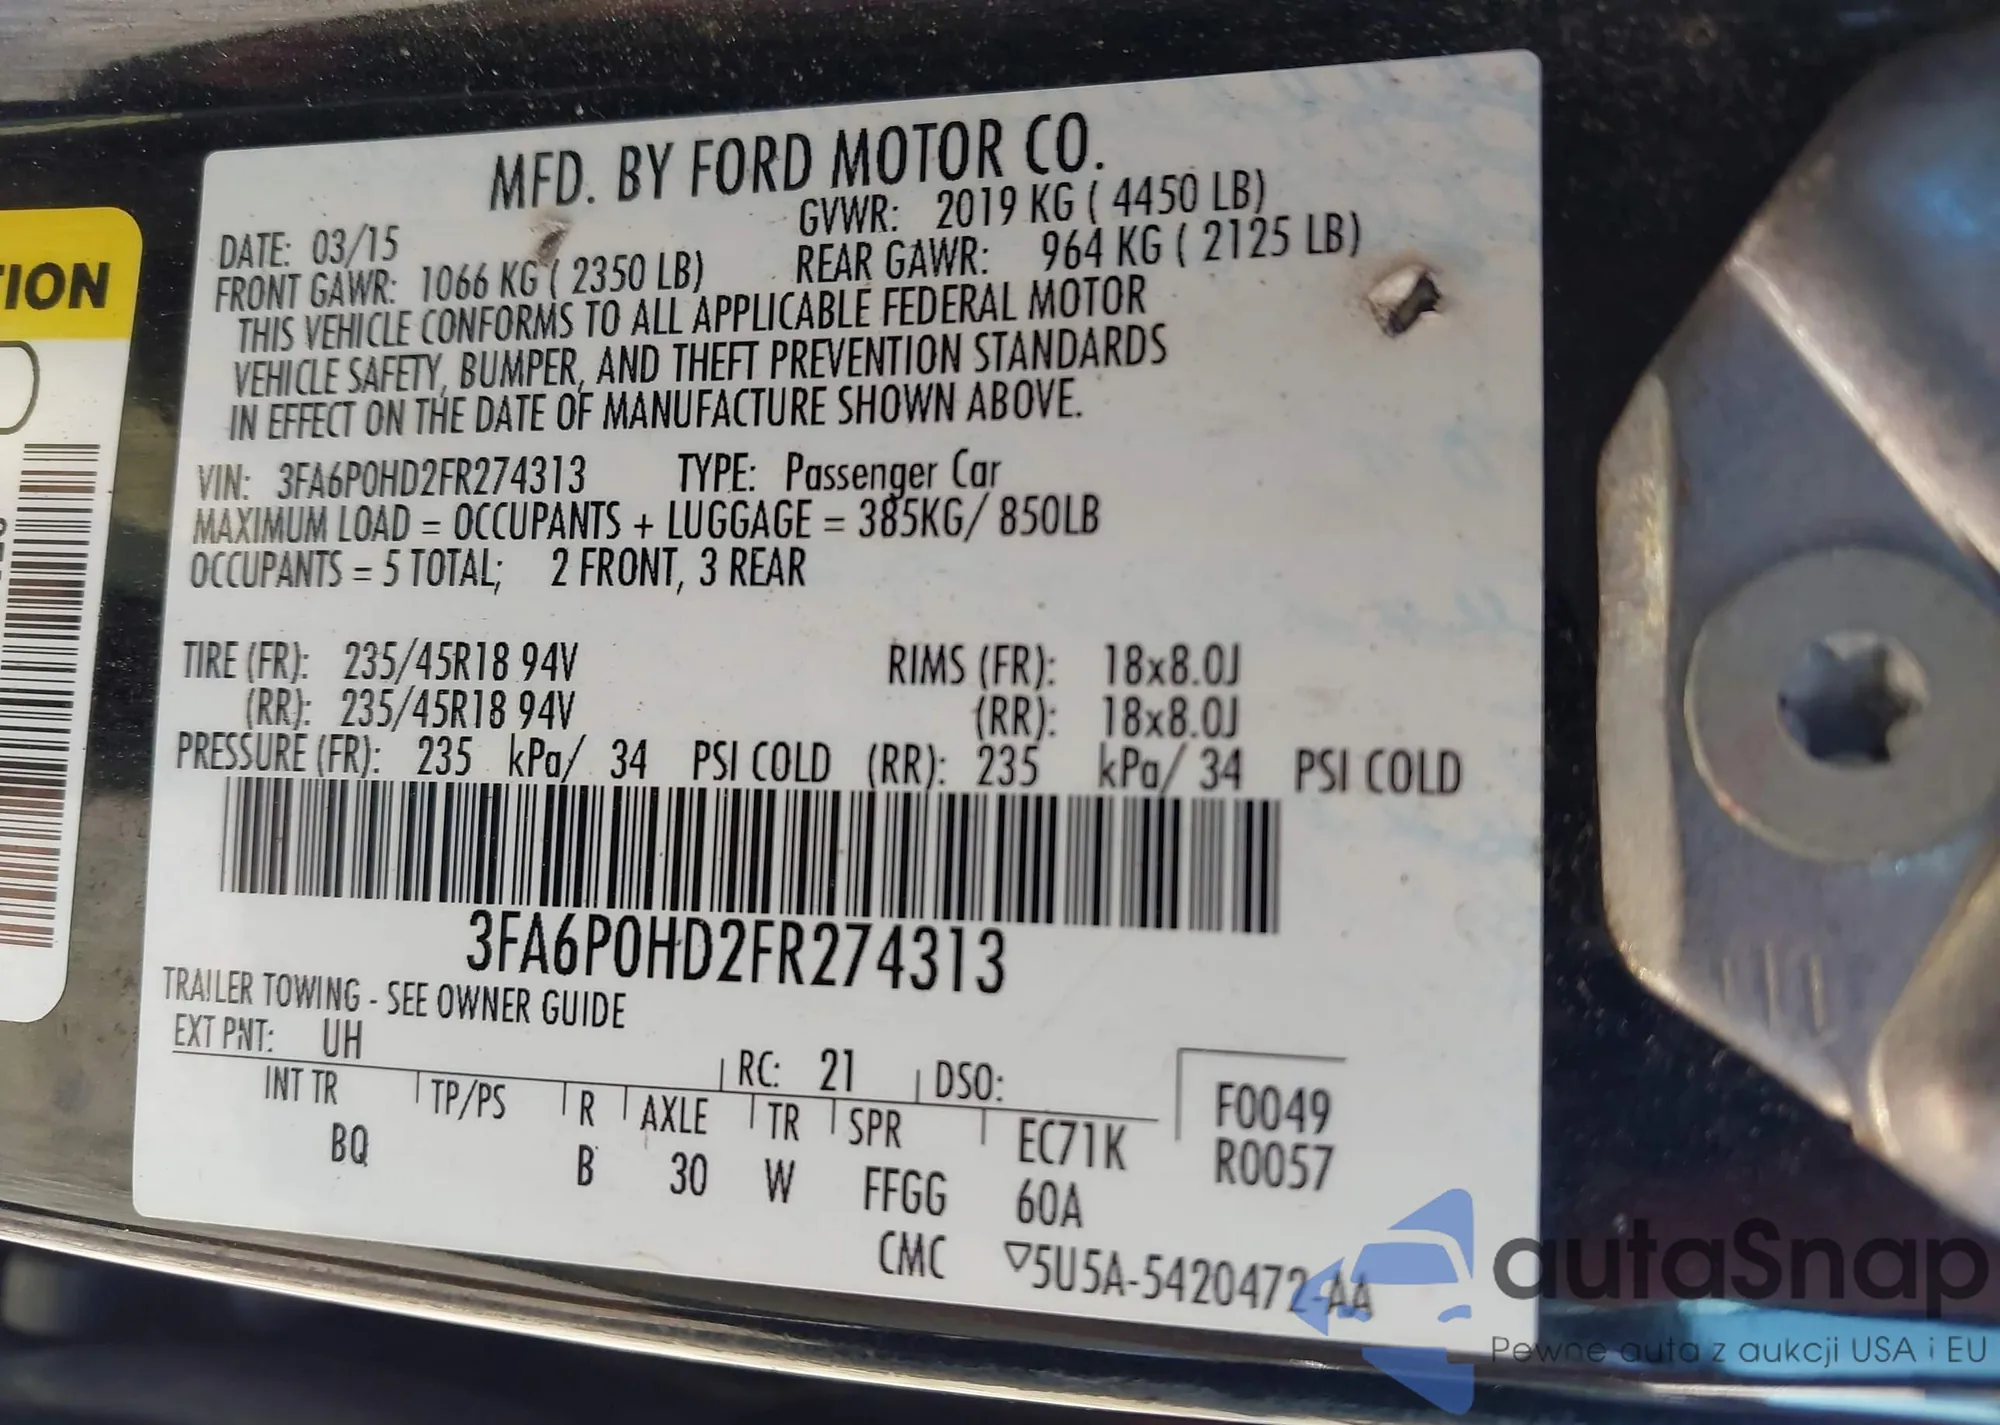 MFD. BY FORD MOTOR CO.
DATE: 03/15 GVWR: 2019 KG ( 4450 LB)
FRONT GAWR: 1066 KG ( 2350 LB) REAR GAWR: 964 KG ( 2125 LB)
THIS VEHICLE CONFORMS TO ALL APPLICABLE FEDERAL MOTOR
VEHICLE SAFETY, BUMPER, AND THEFT PREVENTION STANDARDS
IN EFFECT ON THE DATE OF MANUFACTURE SHOWN ABOVE.
VIN: 3FA6P0HD2FR274313 TYPE: Passenger Car
MAXIMUM LOAD = OCCUPANTS + LUGGAGE = 385KG/ 850LB
OCCUPANTS = 5 TOTAL; 2 FRONT, 3 REAR
TIRE (FR): 235/45R18 94V RIMS (FR): 18x8.0J
(RR): 235/45R18 94V (RR): 18x8.0J
PRESSURE (FR): 235 kPa/ 34 PSI COLD (RR): 235 kPa/ 34 PSI COLD
3FA6P0HD2FR274313
TRAILER TOWING - SEE OWNER GUIDE
EXT PNT: UH RC: 21 DSO:
INT TR TP/PS R AXLE TR SPR EC71K F0049
BQ B 30 W FFGG 60A R0057
CMC ▽5U5A-5420472-AA
TION
autaSnap
Pewne auta z aukcji USA i EU